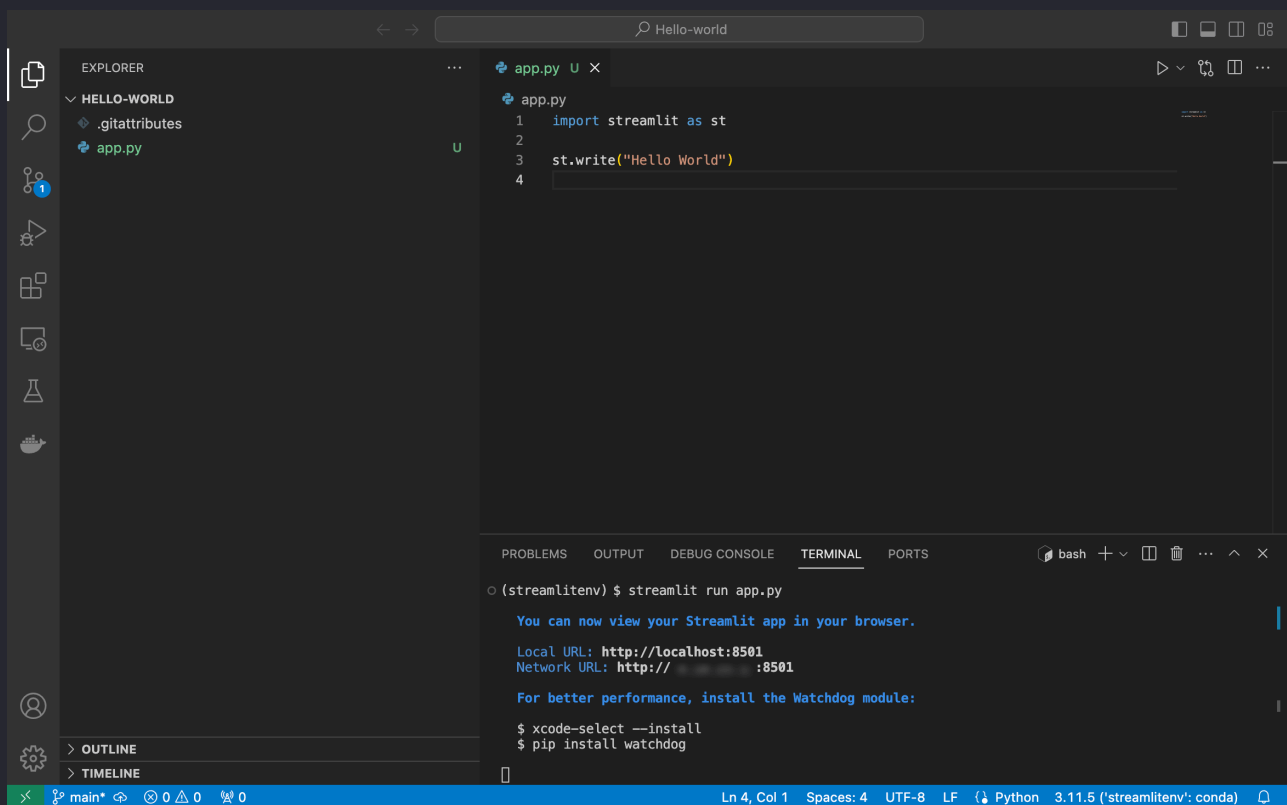 Hello-world
EXPLORER
HELLO-WORLD
.gitattributes
app.py U
1
OUTLINE
TIMELINE
app.py U
app.py
1 import streamlit as st
2
3 st.write("Hello World")
4
PROBLEMS OUTPUT DEBUG CONSOLE TERMINAL PORTS bash
(streamlitenv) $ streamlit run app.py
You can now view your Streamlit app in your browser.
Local URL: http://localhost:8501
Network URL: http:// :8501
For better performance, install the Watchdog module:
$ xcode-select --install
$ pip install watchdog
main* 0 0 0 Ln 4, Col 1 Spaces: 4 UTF-8 LF Python 3.11.5 ('streamlitenv': conda)